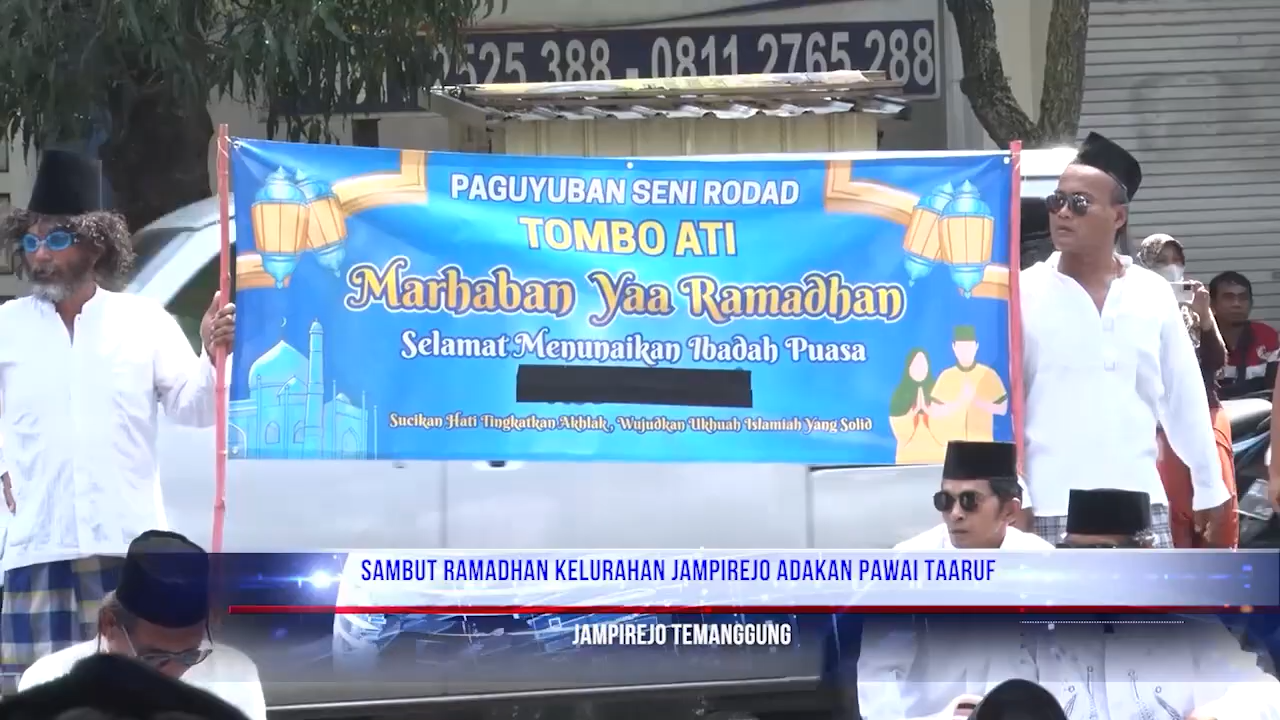 2525 388 - 0811 2765 288
PAGUYUBAN SENI RODAD
TOMBO ATI
Marhaban Yaa Ramadhan
Selamat Menunaikan Ibadah Puasa
Sucikan Hati Tingkatkan Akhlak, Wujudkan Ukhuah Islamiah Yang Solid
SAMBUT RAMADHAN KELURAHAN JAMPIREJO ADAKAN PAWAI TAARUF
JAMPIREJO TEMANGGUNG